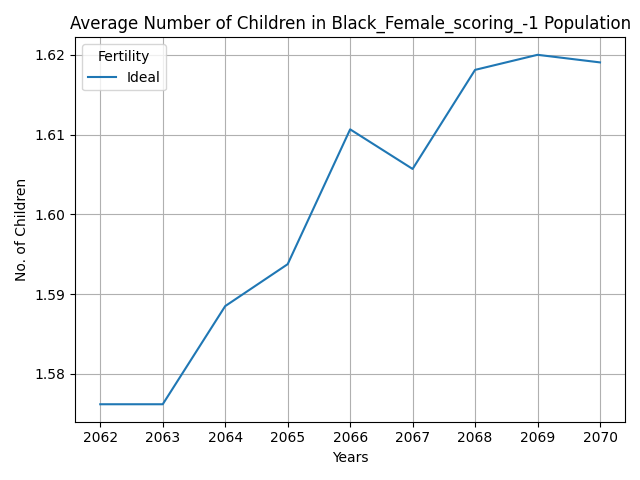 Average Number of Children in Black_Female_scoring_-1 Population
Fertility
Ideal
No. of Children
1.62
1.61
1.60
1.59
1.58
2062 2063 2064 2065 2066 2067 2068 2069 2070
Years